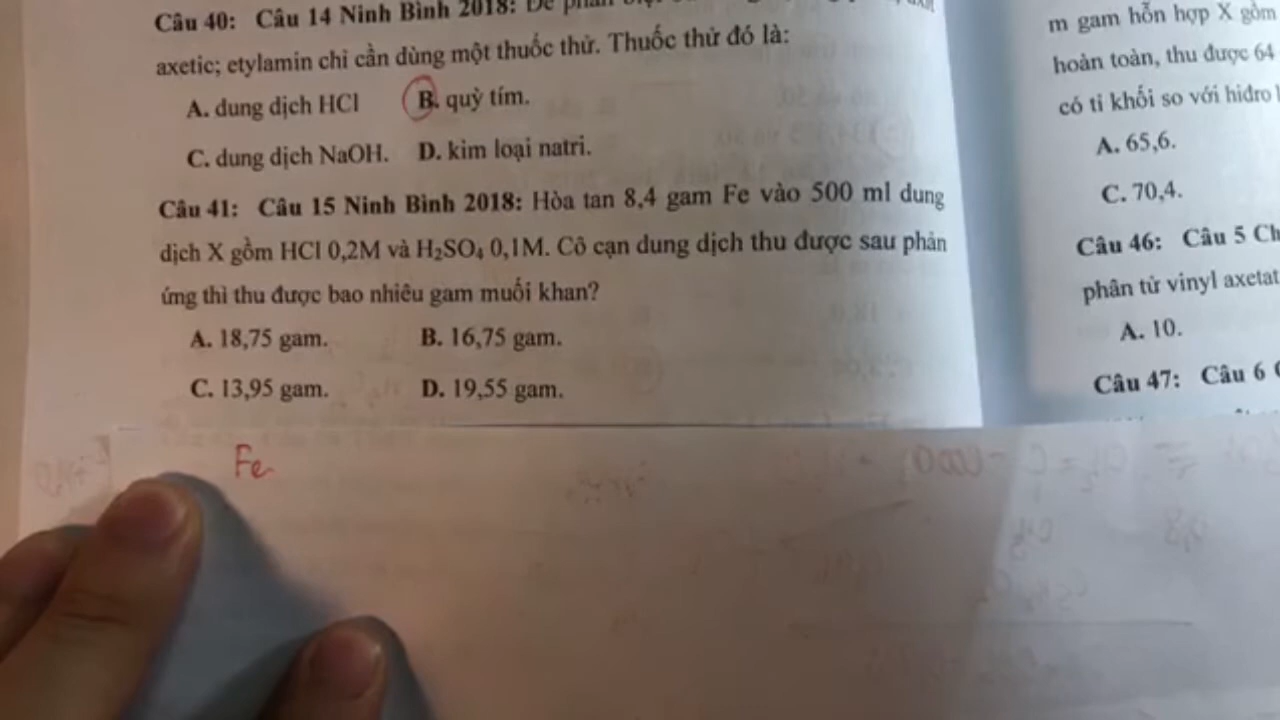 Câu 40: Câu 14 Ninh Bình 2018: Để phân
axetic; etylamin chỉ cần dùng một thuốc thử. Thuốc thử đó là:
A. dung dịch HCl B. quỳ tím.
C. dung dịch NaOH. D. kim loại natri.
Câu 41: Câu 15 Ninh Bình 2018: Hòa tan 8,4 gam Fe vào 500 ml dung
dịch X gồm HCl 0,2M và H₂SO₄ 0,1M. Cô cạn dung dịch thu được sau phản
ứng thì thu được bao nhiêu gam muối khan?
A. 18,75 gam. B. 16,75 gam.
C. 13,95 gam. D. 19,55 gam.
Fe
m gam hỗn hợp X gồm
hoàn toàn, thu được 64
có tỉ khối so với hiđro
A. 65,6.
C. 70,4.
Câu 46: Câu 5 Ch
phân tử vinyl axetat
A. 10.
Câu 47: Câu 6